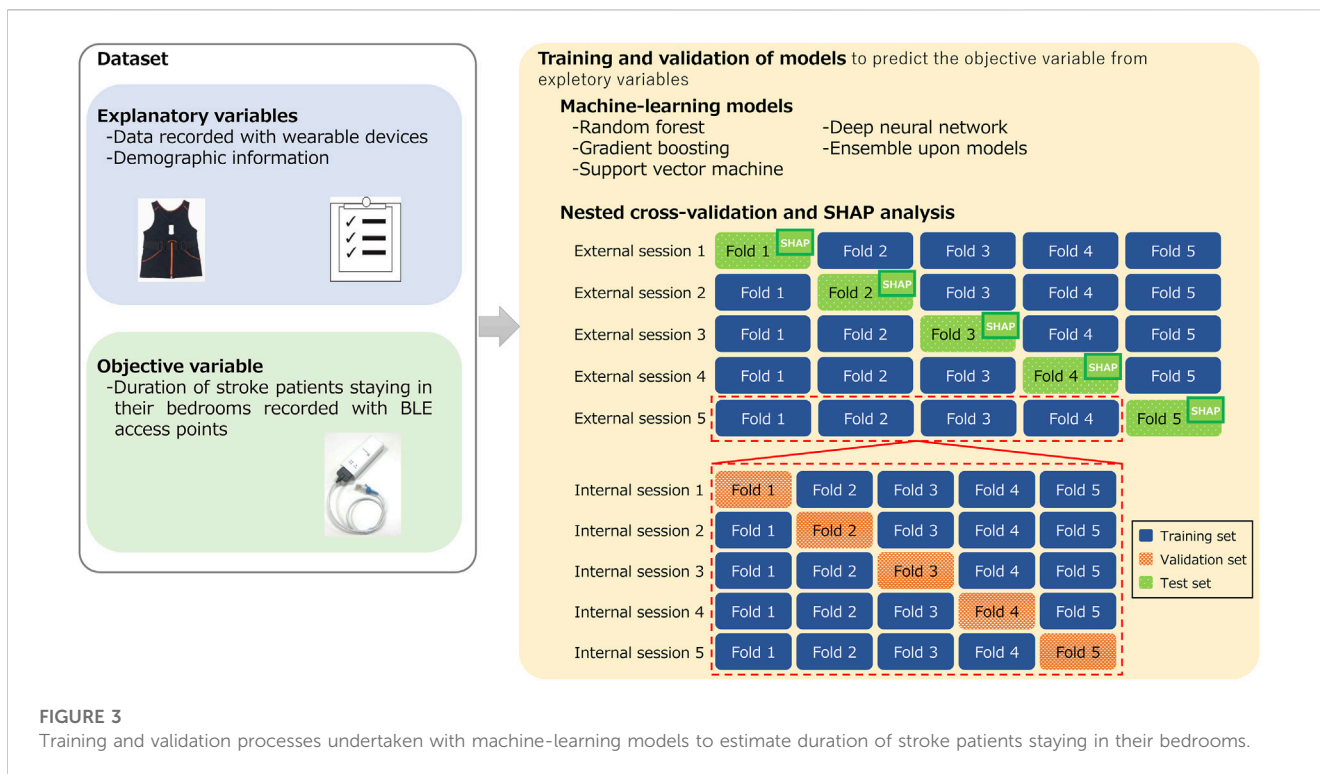 Dataset
Explanatory variables
-Data recorded with wearable devices
-Demographic information
Objective variable
-Duration of stroke patients staying in
their bedrooms recorded with BLE
access points
Training and validation of models to predict the objective variable from
expletory variables
Machine-learning models
-Random forest
-Gradient boosting
-Support vector machine
-Deep neural network
-Ensemble upon models
Nested cross-validation and SHAP analysis
External session 1 Fold 1 SHAP Fold 2 Fold 3 Fold 4 Fold 5
External session 2 Fold 1 Fold 2 SHAP Fold 3 Fold 4 Fold 5
External session 3 Fold 1 Fold 2 Fold 3 SHAP Fold 4 Fold 5
External session 4 Fold 1 Fold 2 Fold 3 Fold 4 SHAP Fold 5
External session 5 Fold 1 Fold 2 Fold 3 Fold 4 Fold 5 SHAP
Internal session 1 Fold 1 Fold 2 Fold 3 Fold 4 Fold 5
Internal session 2 Fold 1 Fold 2 Fold 3 Fold 4 Fold 5
Internal session 3 Fold 1 Fold 2 Fold 3 Fold 4 Fold 5
Internal session 4 Fold 1 Fold 2 Fold 3 Fold 4 Fold 5
Internal session 5 Fold 1 Fold 2 Fold 3 Fold 4 Fold 5
Training set
Validation set
Test set
FIGURE 3
Training and validation processes undertaken with machine-learning models to estimate duration of stroke patients staying in their bedrooms.